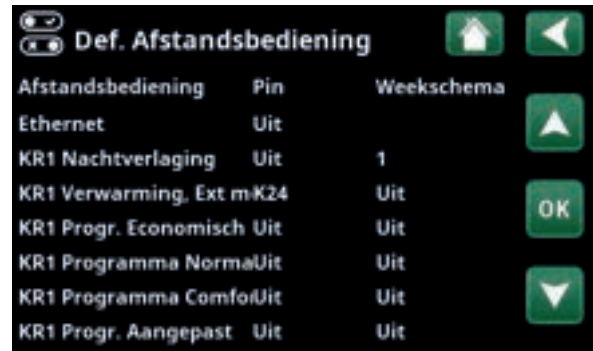 Def. Afstandsbediening
Afstandsbediening Pin Weekschema
Ethernet Uit
KR1 Nachtverlaging Uit 1
KR1 Verwarming, Ext m K24 Uit
KR1 Progr. Economisch Uit Uit
KR1 Programma Norma Uit Uit
KR1 Programma Comfo Uit Uit
KR1 Progr. Aangepast Uit Uit
OK